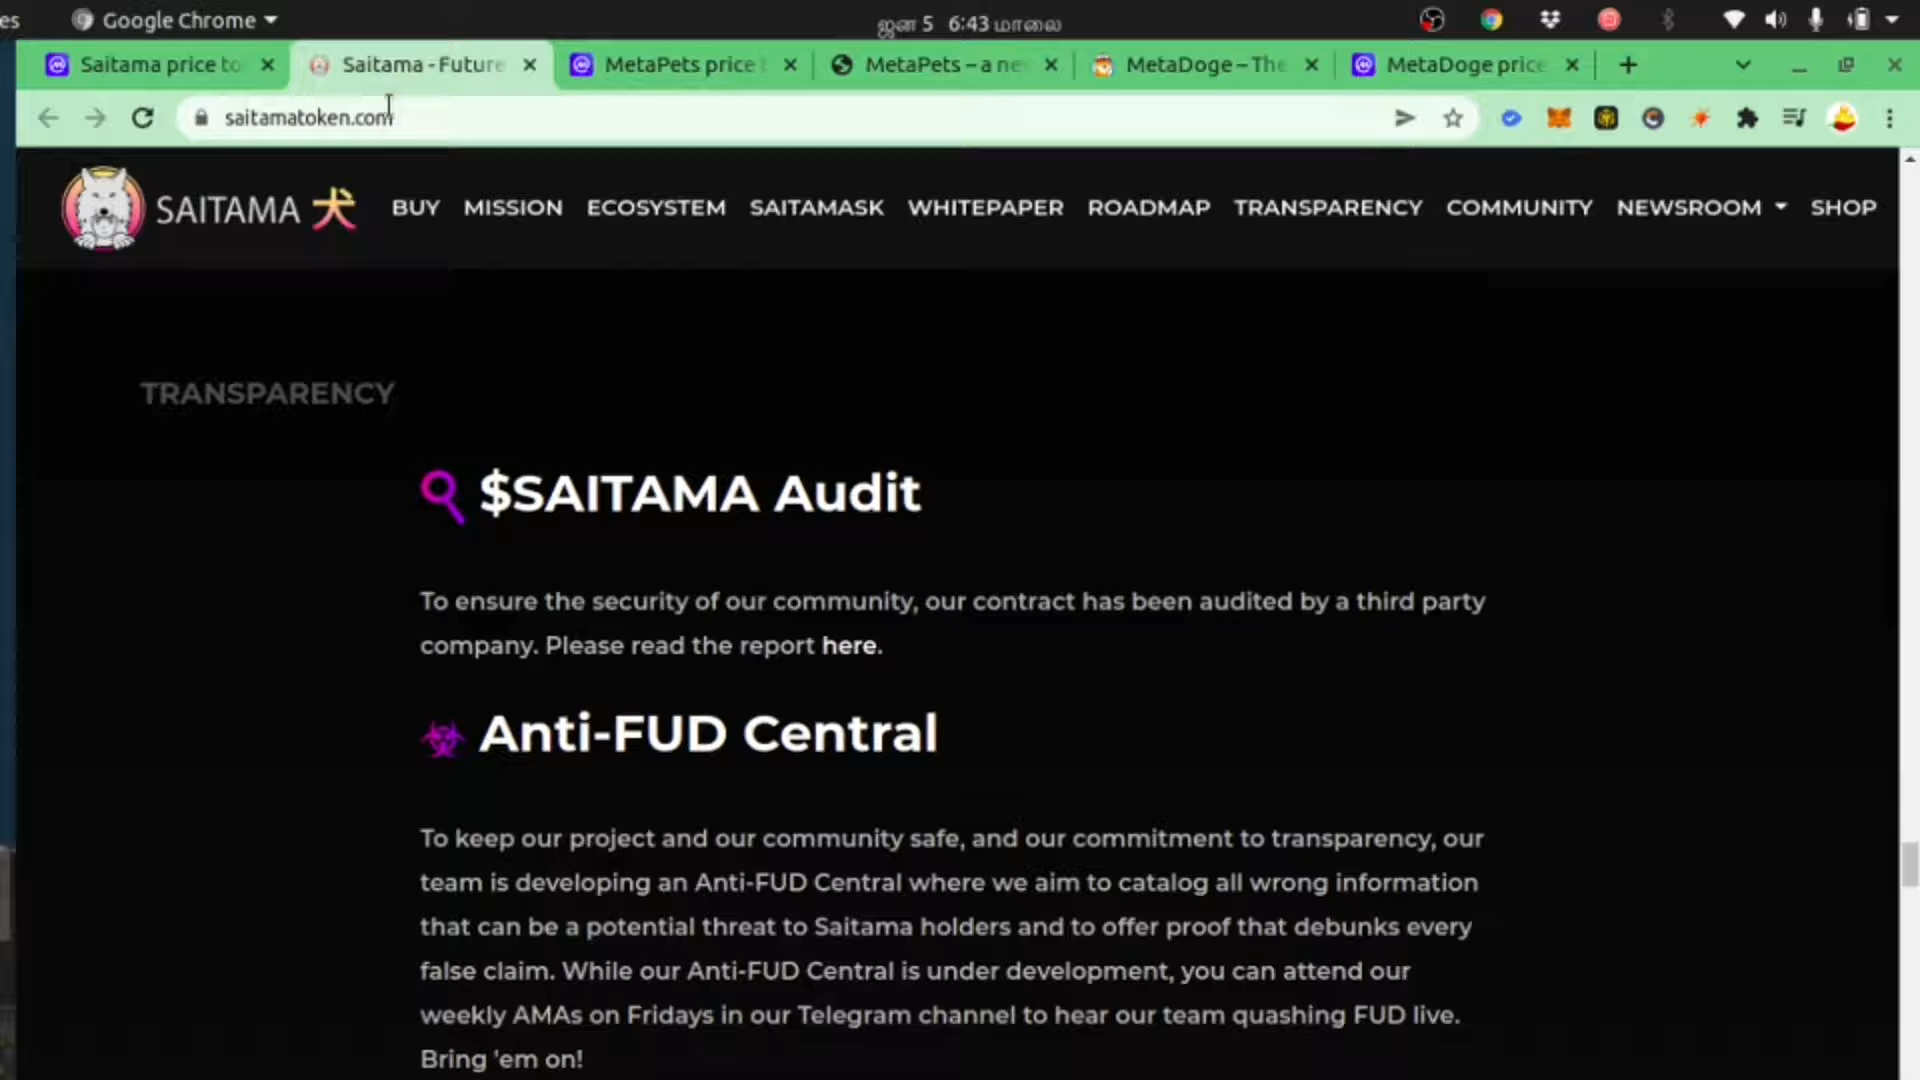 es Google Chrome ஜன 5 6:43 மாலை
Saitama price to Saitama - Future MetaPets price t MetaPets – a ne MetaDoge – The MetaDoge price
saitamatoken.com
SAITAMA 犬 BUY MISSION ECOSYSTEM SAITAMASK WHITEPAPER ROADMAP TRANSPARENCY COMMUNITY NEWSROOM SHOP
TRANSPARENCY
$SAITAMA Audit
To ensure the security of our community, our contract has been audited by a third party
company. Please read the report here.
Anti-FUD Central
To keep our project and our community safe, and our commitment to transparency, our
team is developing an Anti-FUD Central where we aim to catalog all wrong information
that can be a potential threat to Saitama holders and to offer proof that debunks every
false claim. While our Anti-FUD Central is under development, you can attend our
weekly AMAs on Fridays in our Telegram channel to hear our team quashing FUD live.
Bring 'em on!